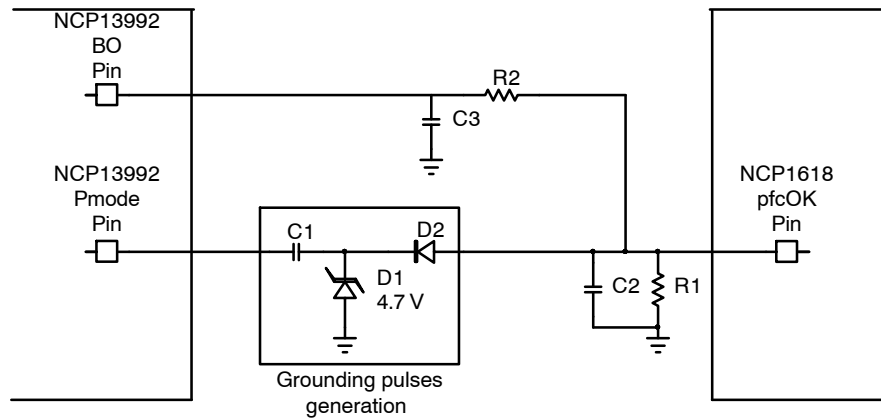 NCP13992
BO
Pin
R2
C3
NCP13992
Pmode
Pin
NCP1618
pfcOK
Pin
C1
D2
D1
4.7 V
C2
R1
Grounding pulses
generation